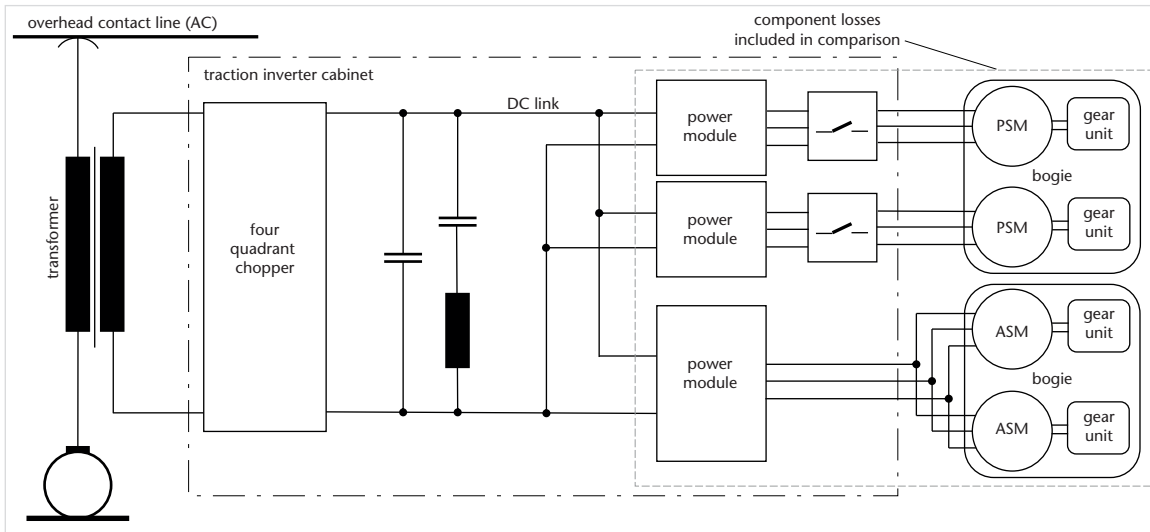 overhead contact line (AC)
component losses
included in comparison
traction inverter cabinet
DC link
transformer
four
quadrant
chopper
power
module
PSM
gear
unit
bogie
power
module
PSM
gear
unit
power
module
ASM
gear
unit
bogie
ASM
gear
unit